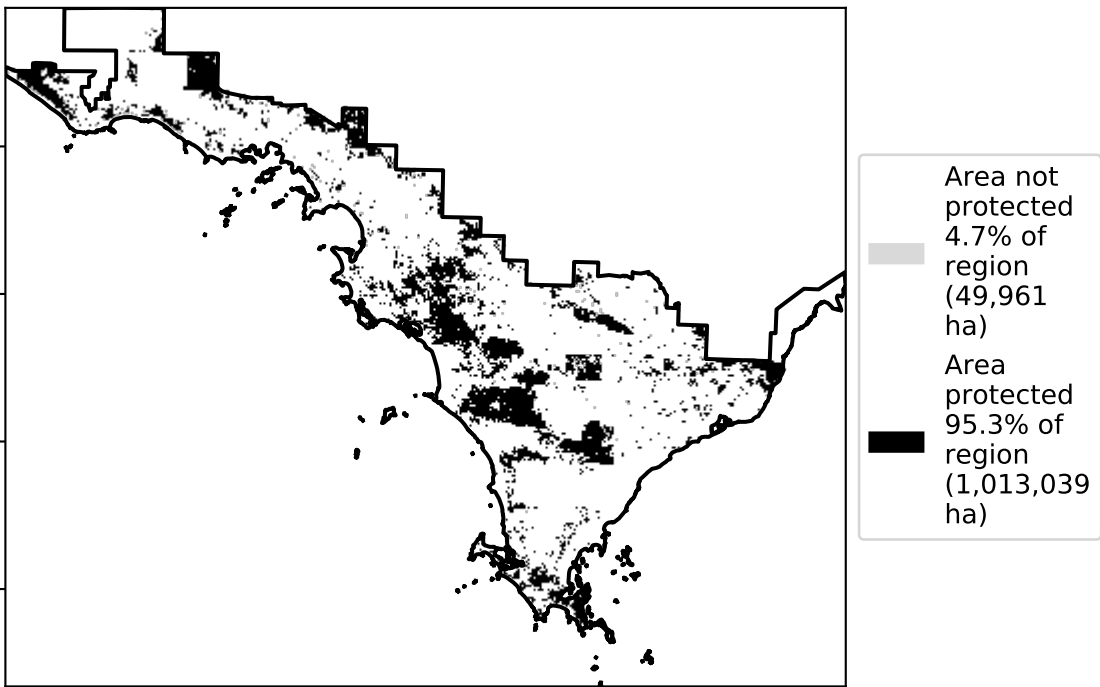 Area not
protected
4.7% of
region
(49,961
ha)
Area
protected
95.3% of
region
(1,013,039
ha)